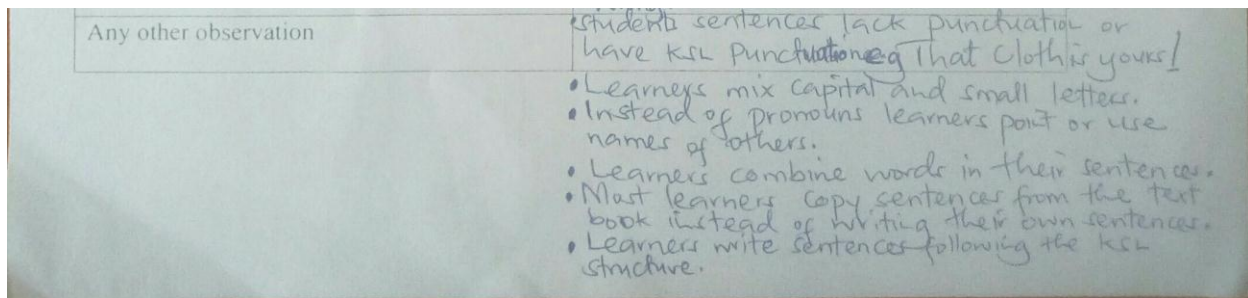 Any other observation
students sentences lack punctuation or
have KSL Punctuation eg That Cloth is yours!
• Learners mix capital and small letters.
• Instead of pronouns learners point or use
names of others.
• Learners combine words in their sentences.
• Most learners copy sentences from the text
book instead of writing their own sentences.
• Learners write sentences following the KSL
structure.